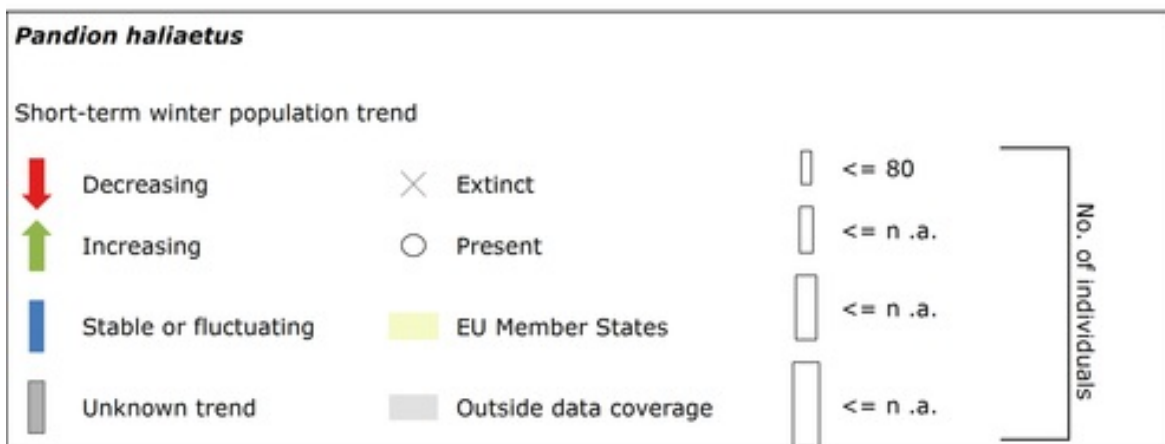 Pandion haliaetus
Short-term winter population trend
Decreasing
Extinct
<= 80
Increasing
Present
<= n .a.
Stable or fluctuating
EU Member States
<= n .a.
Unknown trend
Outside data coverage
<= n .a.
No. of individuals